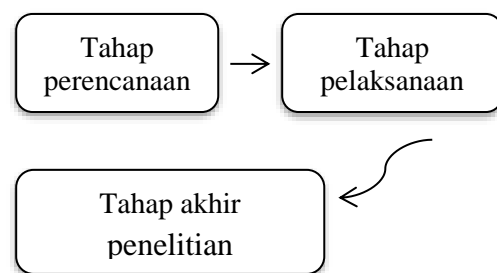 Tahap
perencanaan
Tahap
pelaksanaan
Tahap akhir
penelitian